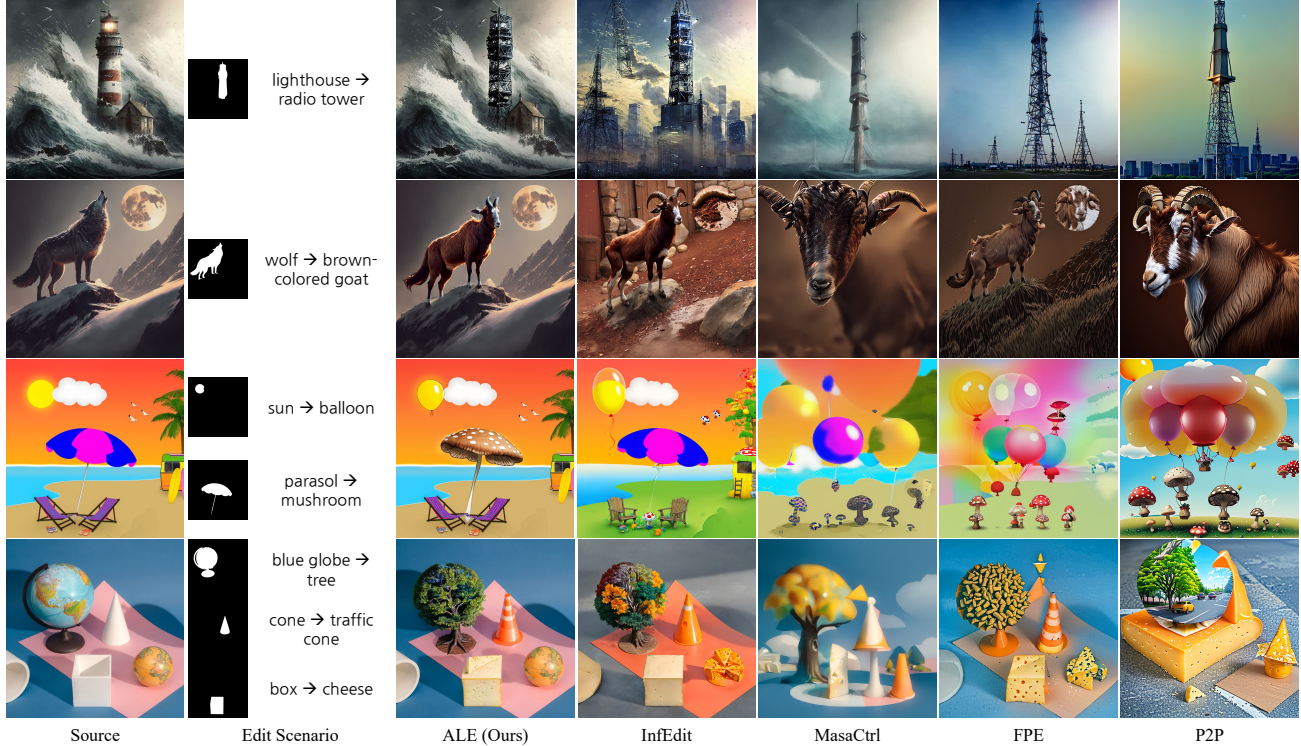 lighthouse →
radio tower
wolf → brown-
colored goat
sun → balloon
parasol →
mushroom
blue globe →
tree
cone → traffic
cone
box → cheese
Source
Edit Scenario
ALE (Ours)
InfEdit
MasaCtrl
FPE
P2P